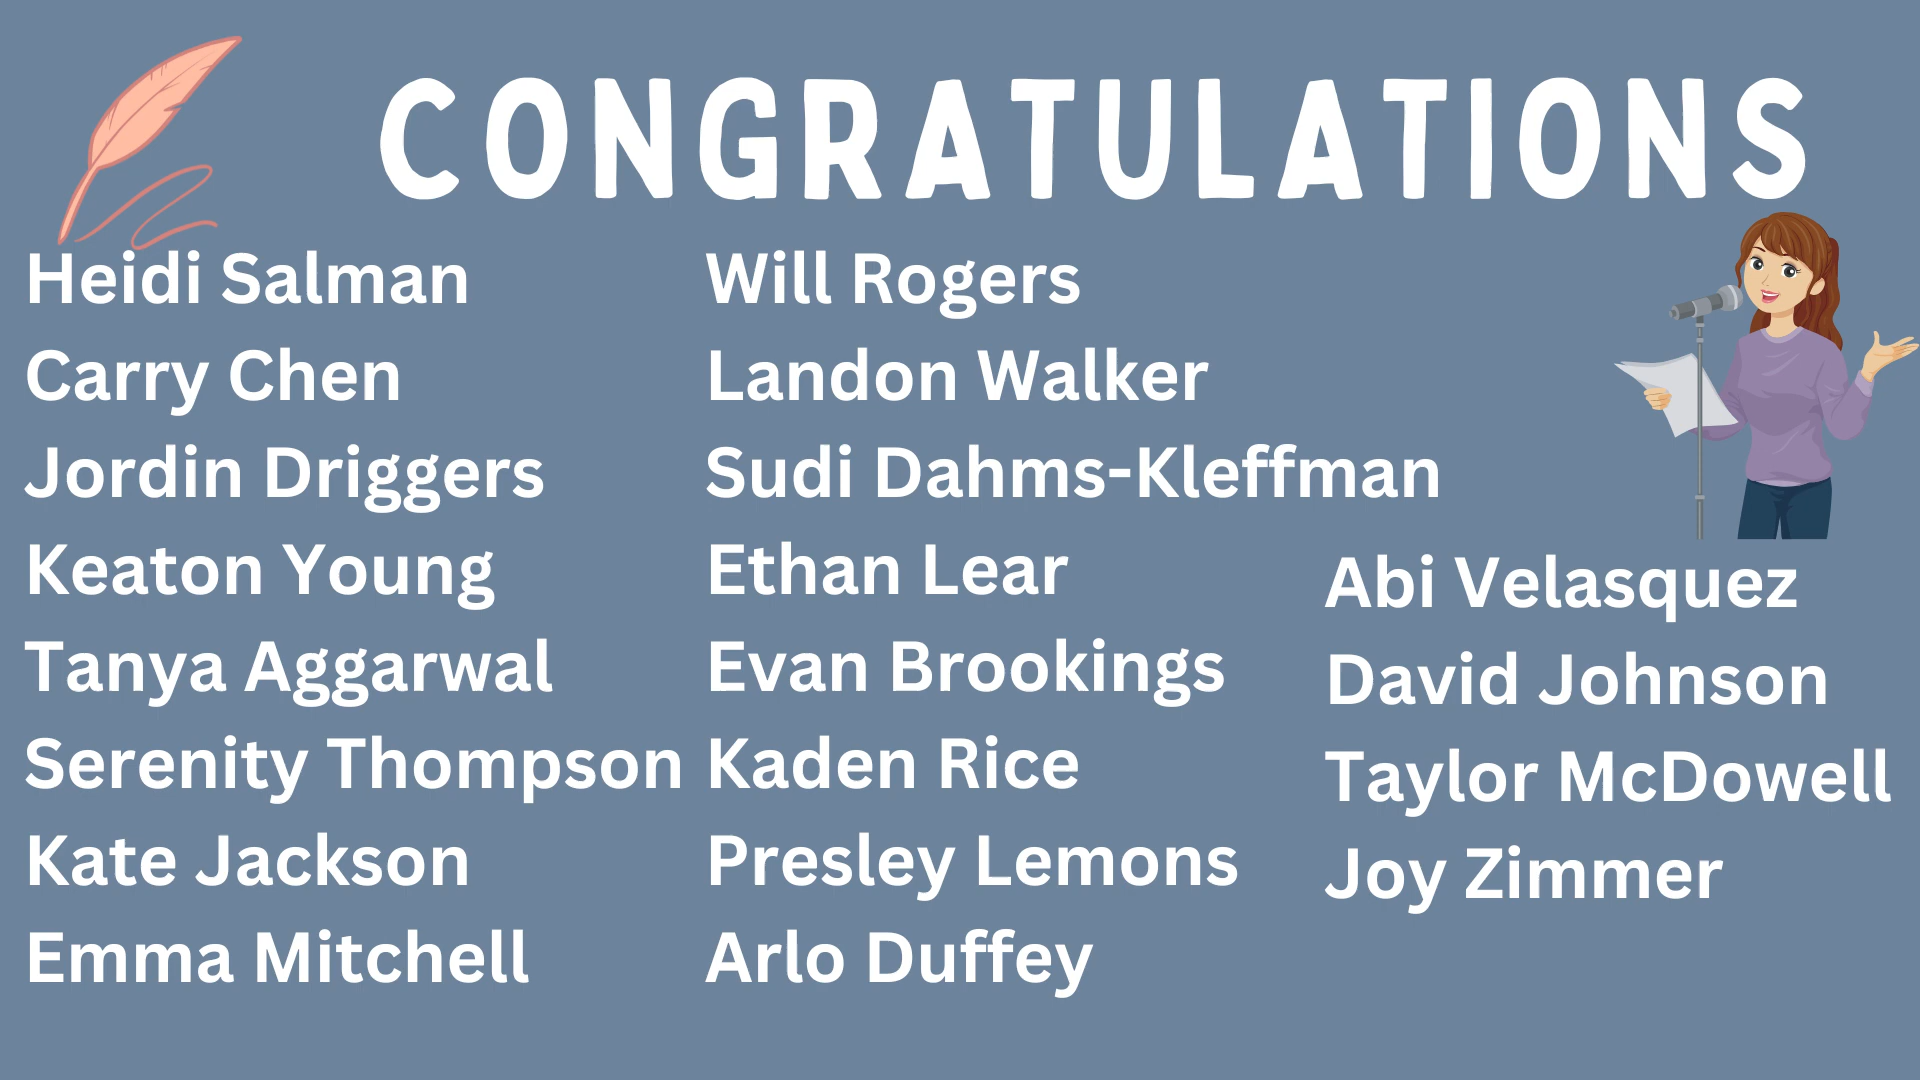 CONGRATULATIONS
Heidi Salman
Carry Chen
Jordin Driggers
Keaton Young
Tanya Aggarwal
Serenity Thompson
Kate Jackson
Emma Mitchell
Will Rogers
Landon Walker
Sudi Dahms-Kleffman
Ethan Lear
Evan Brookings
Kaden Rice
Presley Lemons
Arlo Duffey
Abi Velasquez
David Johnson
Taylor McDowell
Joy Zimmer